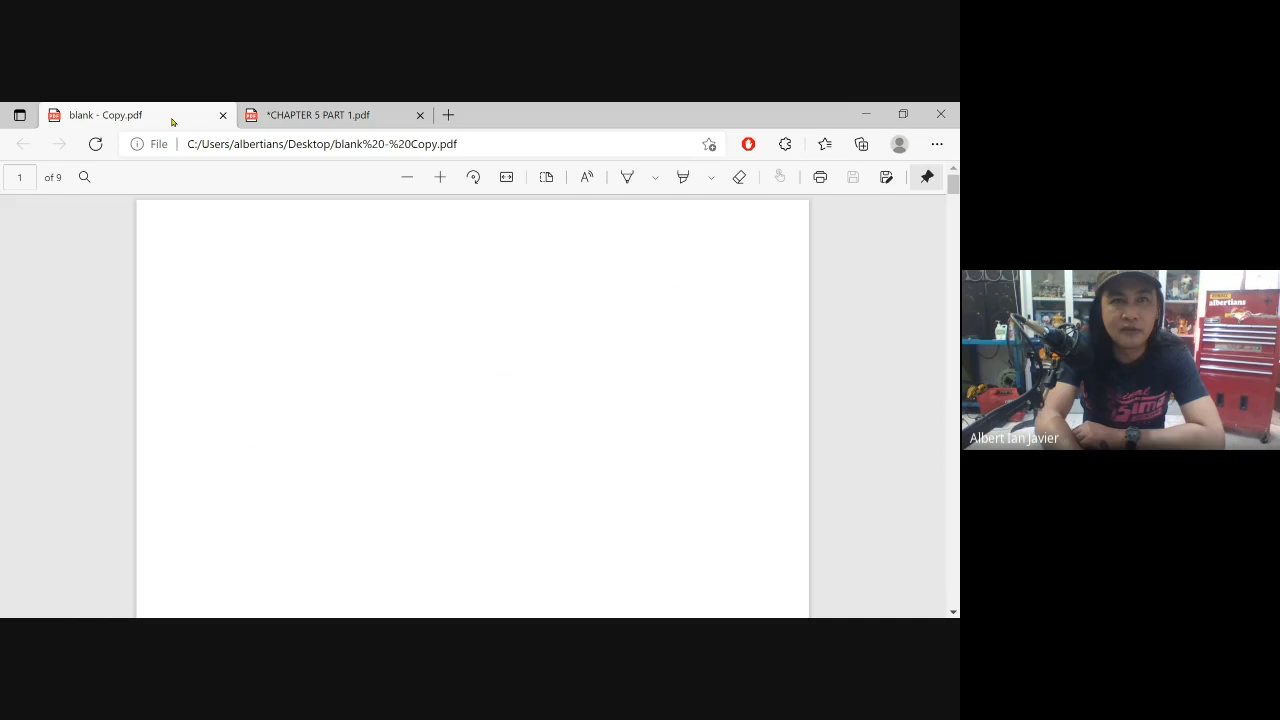 blank - Copy.pdf
*CHAPTER 5 PART 1.pdf
File
C:/Users/albertians/Desktop/blank%20-%20Copy.pdf
1 of 9
albertians
Albert Ian Javier